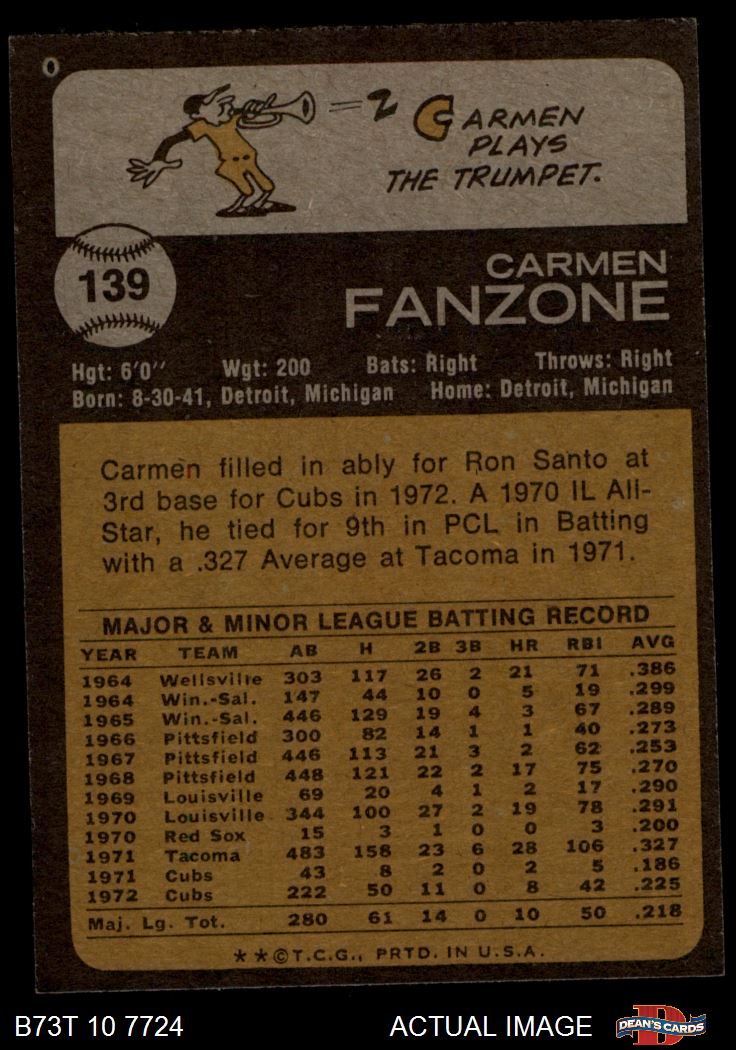 CARMEN
PLAYS
THE TRUMPET.
139
CARMEN
FANZONE
Hgt: 6'0" Wgt: 200 Bats: Right Throws: Right
Born: 8-30-41, Detroit, Michigan Home: Detroit, Michigan
Carmen filled in ably for Ron Santo at
3rd base for Cubs in 1972. A 1970 IL All-
Star, he tied for 9th in PCL in Batting
with a .327 Average at Tacoma in 1971.
MAJOR & MINOR LEAGUE BATTING RECORD
YEAR TEAM AB H 2B 3B HR RBI AVG
1964 Wellsville 303 117 26 2 21 71 .386
1964 Win.-Sal. 147 44 10 0 5 19 .299
1965 Win.-Sal. 446 129 19 4 3 67 .289
1966 Pittsfield 300 82 14 1 1 40 .273
1967 Pittsfield 446 113 21 3 2 62 .253
1968 Pittsfield 448 121 22 2 17 75 .270
1969 Louisville 69 20 4 1 2 17 .290
1970 Louisville 344 100 27 2 19 78 .291
1970 Red Sox 15 3 1 0 0 3 .200
1971 Tacoma 483 158 23 6 28 106 .327
1971 Cubs 43 8 2 0 2 5 .186
1972 Cubs 222 50 11 0 8 42 .225
Maj. Lg. Tot. 280 61 14 0 10 50 .218
**©T.C.G., PRTD. IN U.S.A.
B73T 10 7724 ACTUAL IMAGE DEAN'S CARDS